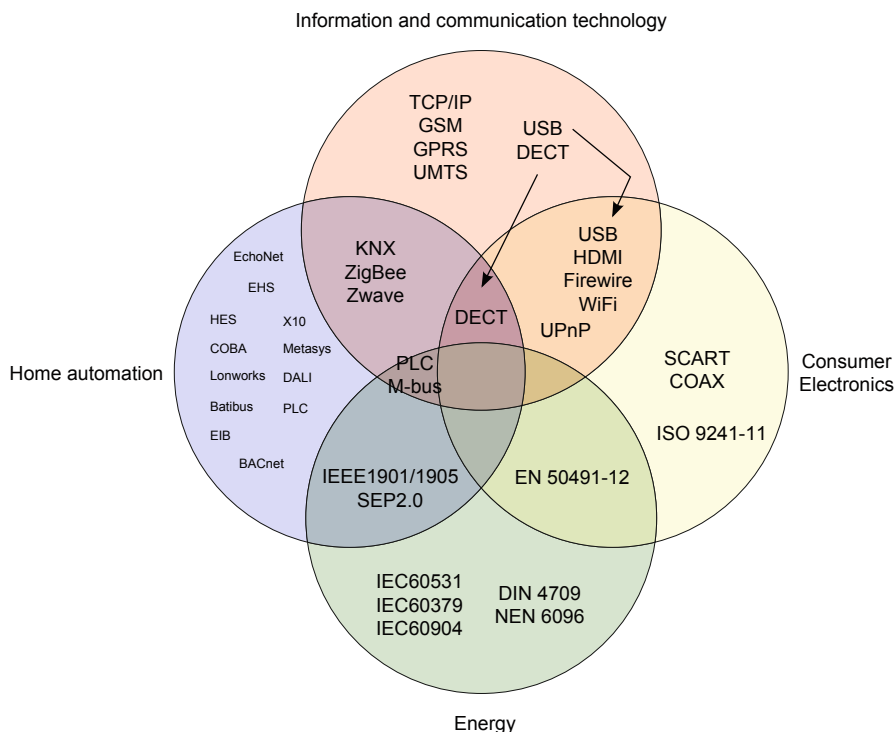 Information and communication technology
TCP/IP
GSM
GPRS
UMTS
USB
DECT
KNX
ZigBee
Zwave
USB
HDMI
Firewire
WiFi
UPnP
DECT
EchoNet
EHS
HES
X10
COBA
Metasys
Lonworks
DALI
Batibus
PLC
EIB
BACnet
Home automation
PLC
M-bus
SCART
COAX
ISO 9241-11
Consumer
Electronics
IEEE1901/1905
SEP2.0
EN 50491-12
IEC60531
IEC60379
IEC60904
DIN 4709
NEN 6096
Energy